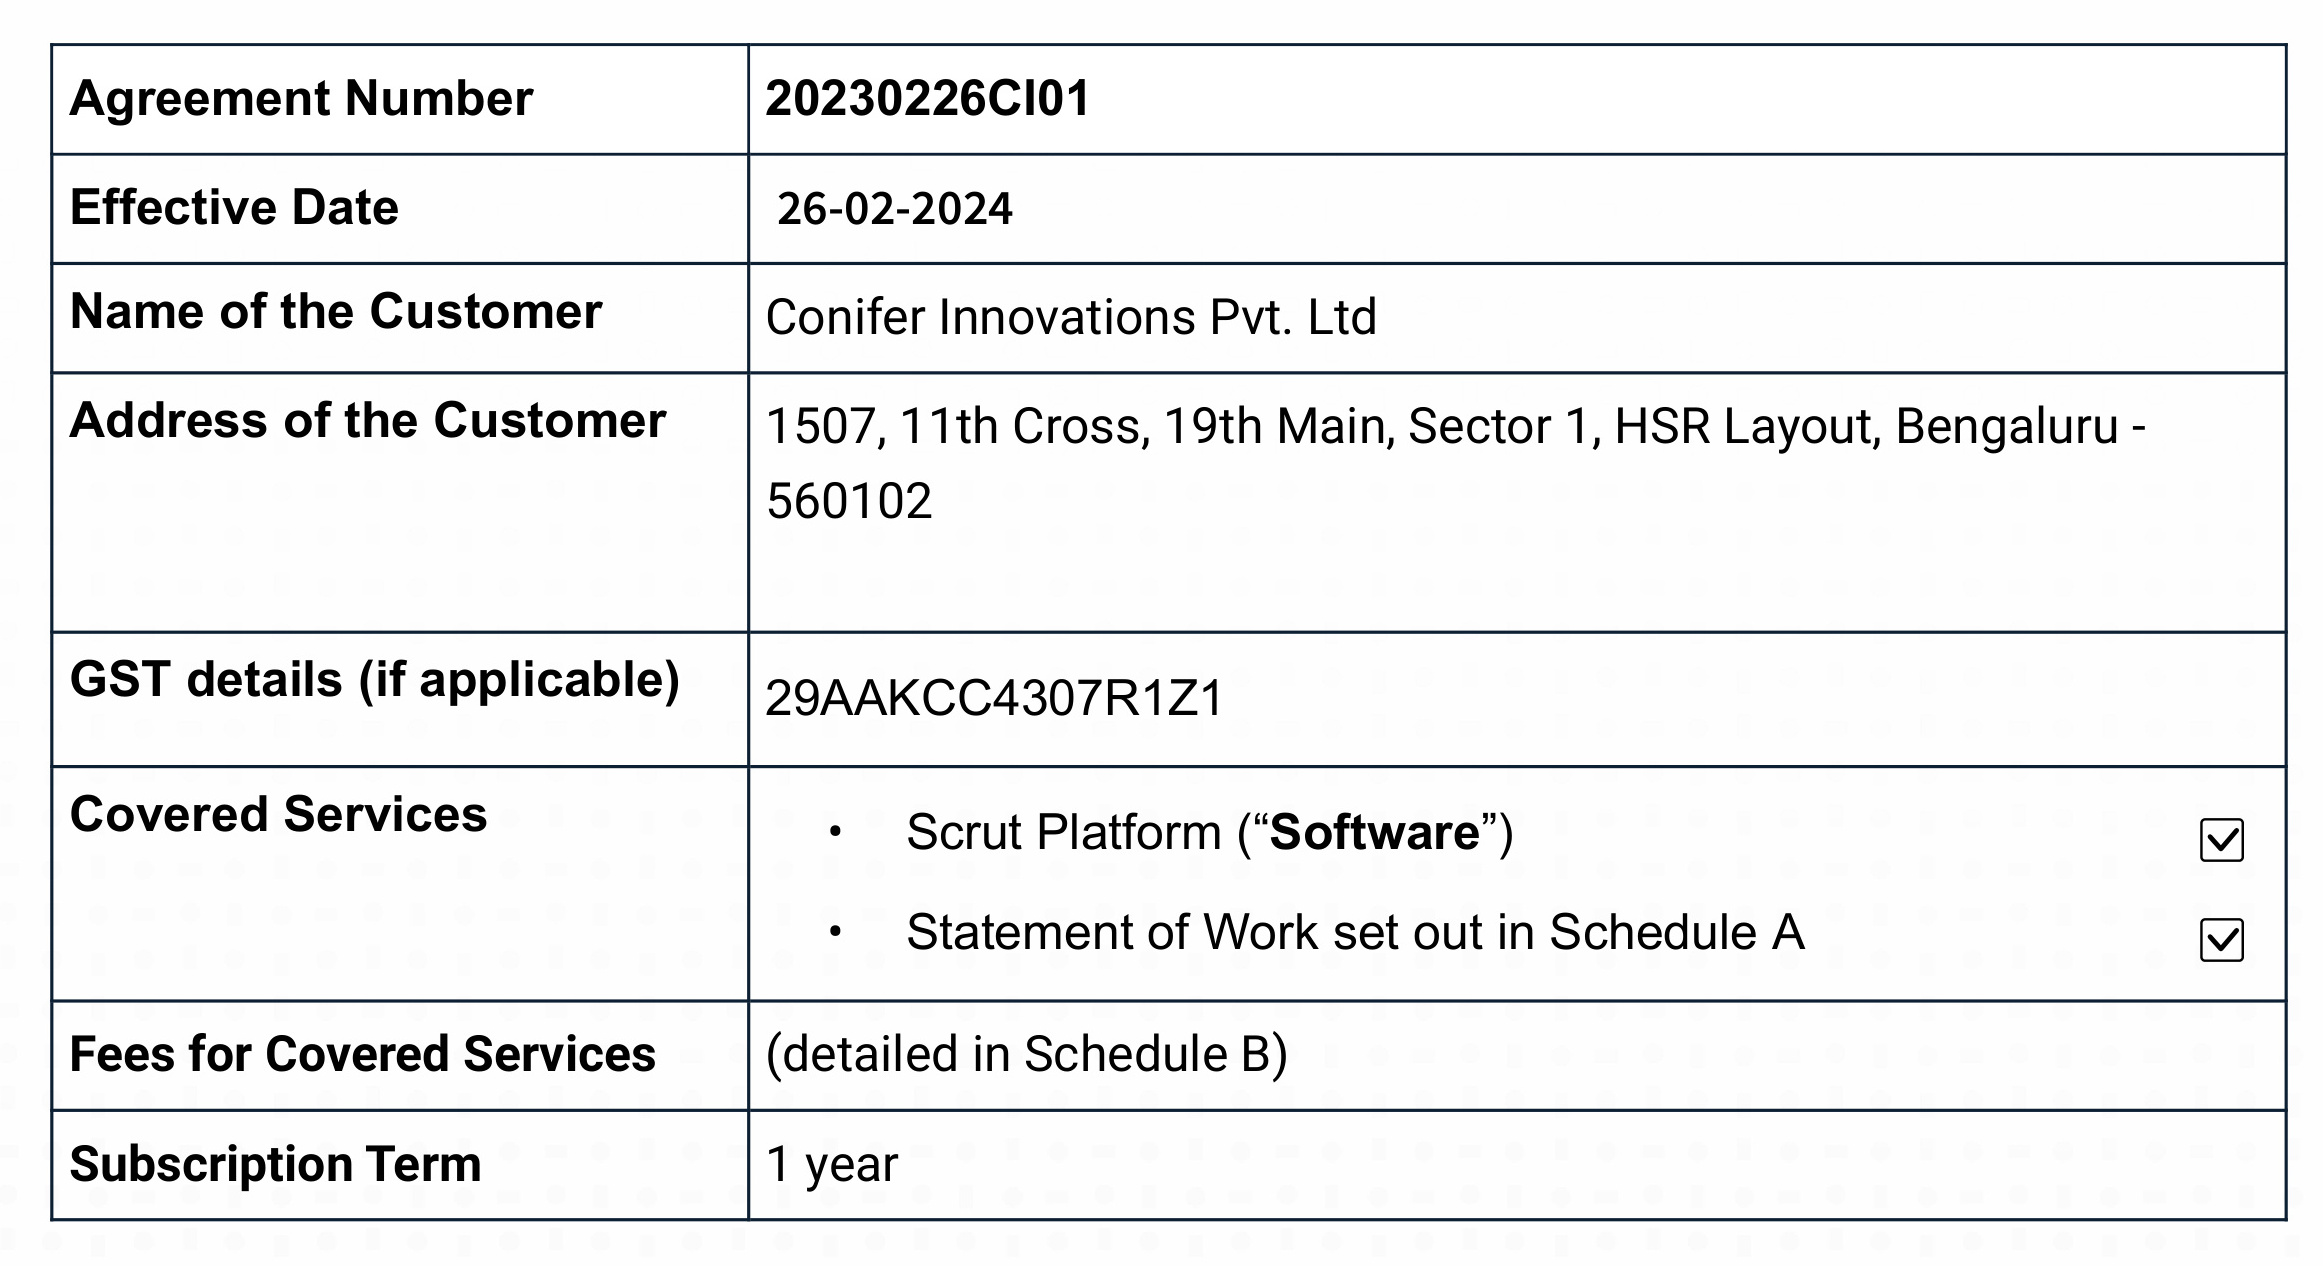 Agreement Number
20230226CI01
Effective Date
26-02-2024
Name of the Customer
Conifer Innovations Pvt. Ltd
Address of the Customer
1507, 11th Cross, 19th Main, Sector 1, HSR Layout, Bengaluru -
560102
GST details (if applicable)
29AAKCC4307R1Z1
Covered Services
• Scrut Platform (“Software”) ☑
• Statement of Work set out in Schedule A ☑
Fees for Covered Services
(detailed in Schedule B)
Subscription Term
1 year